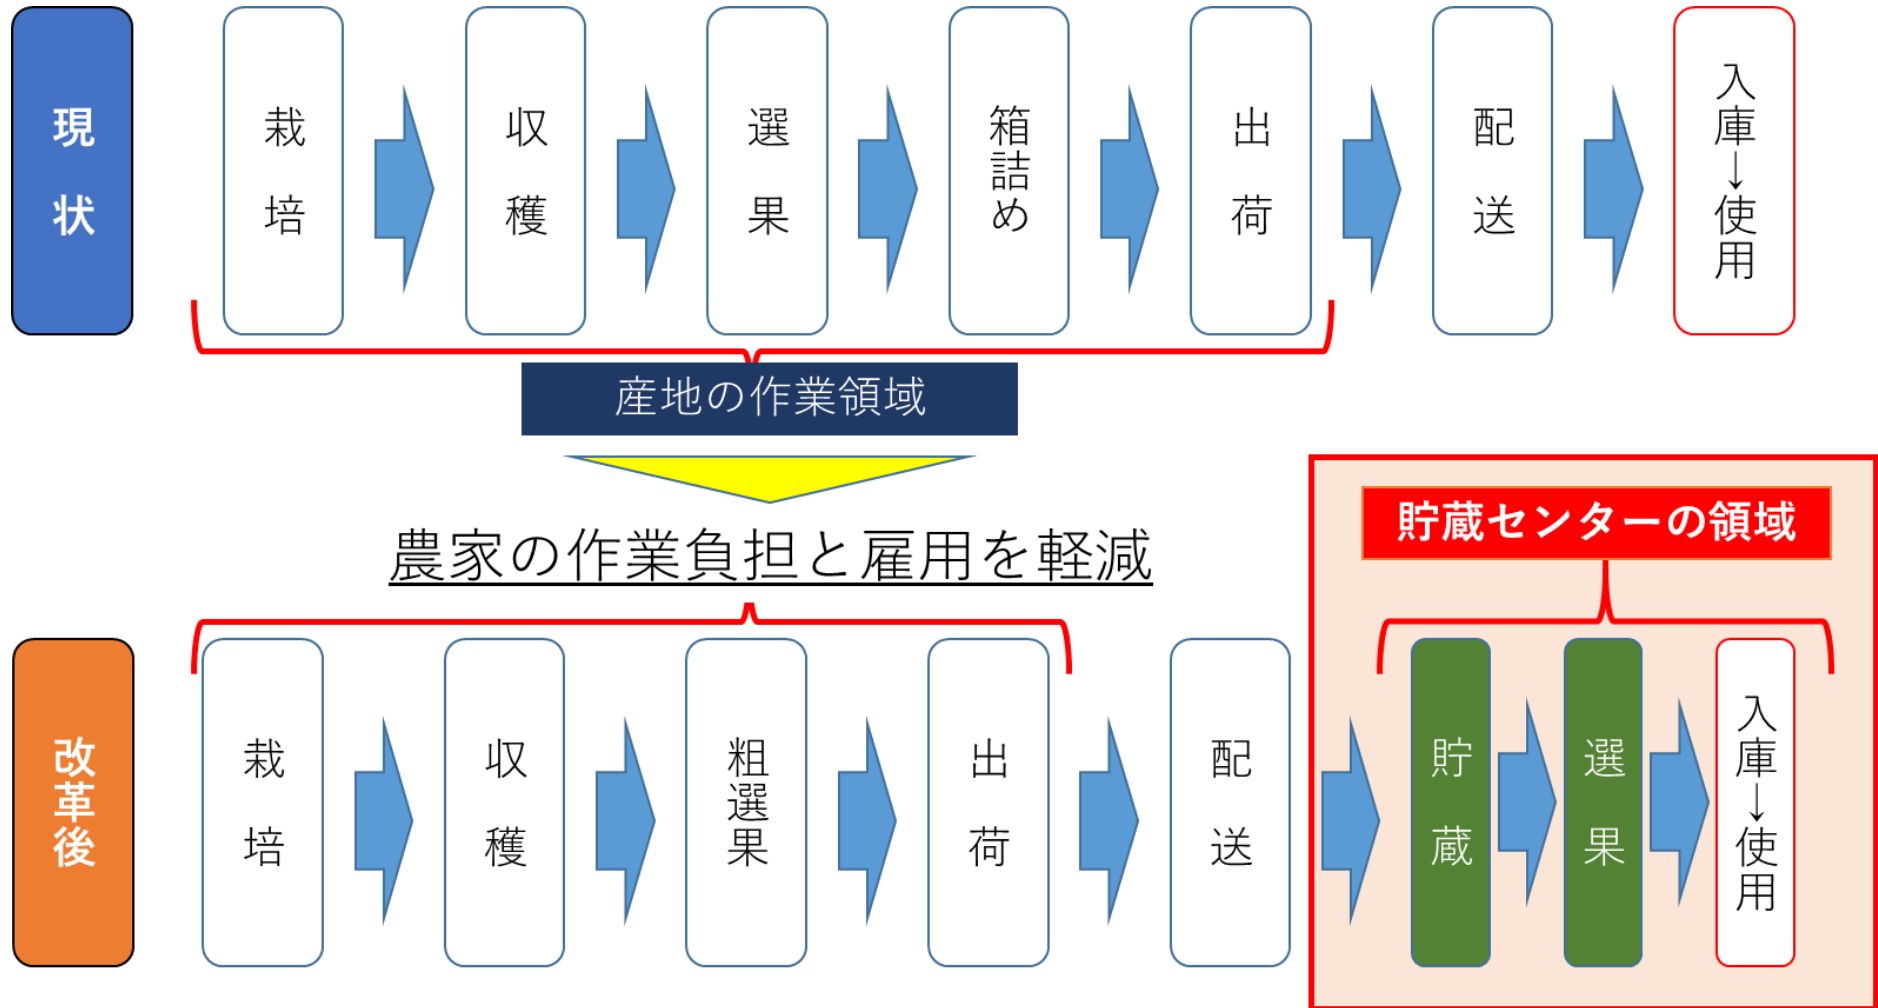 現状
栽培
収穫
選果
箱詰め
出荷
配送
入庫→使用
産地の作業領域
農家の作業負担と雇用を軽減
貯蔵センターの領域
改革後
栽培
収穫
粗選果
出荷
配送
貯蔵
選果
入庫→使用